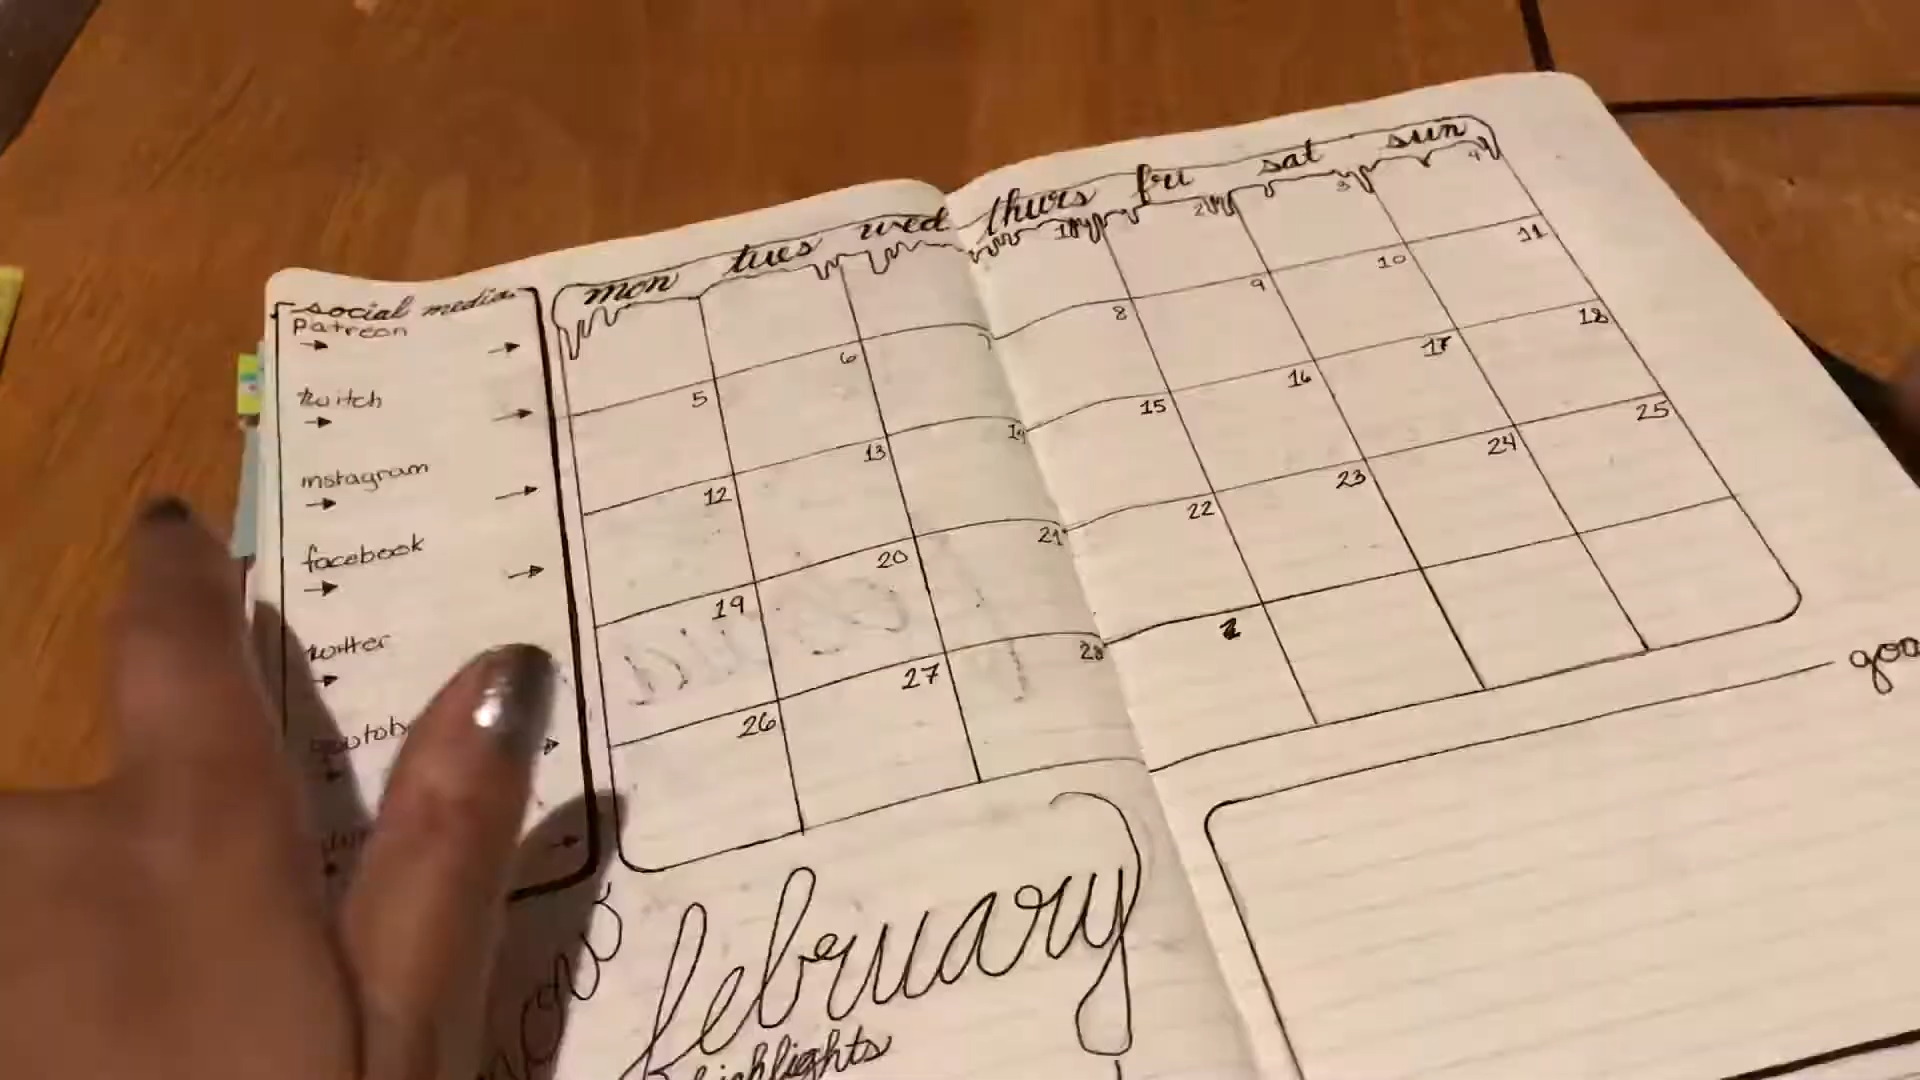 social media
Patreon
twitch
instagram
facebook
twitter
mon tues wed thurs fri sat sun
1 2 3 4
5 6 8 9 10 11
12 13 14 15 16 17 18
19 20 21 22 23 24 25
26 27 28
february
highlights